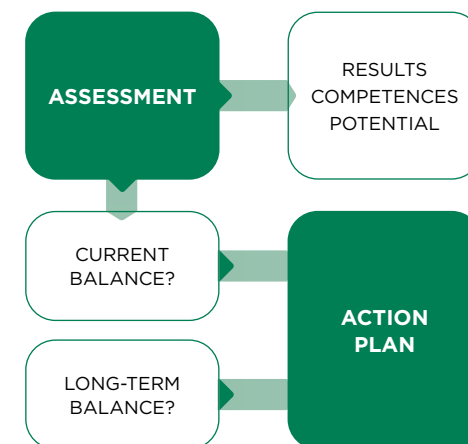 ASSESSMENT
RESULTS
COMPETENCES
POTENTIAL
CURRENT
BALANCE?
ACTION
PLAN
LONG-TERM
BALANCE?